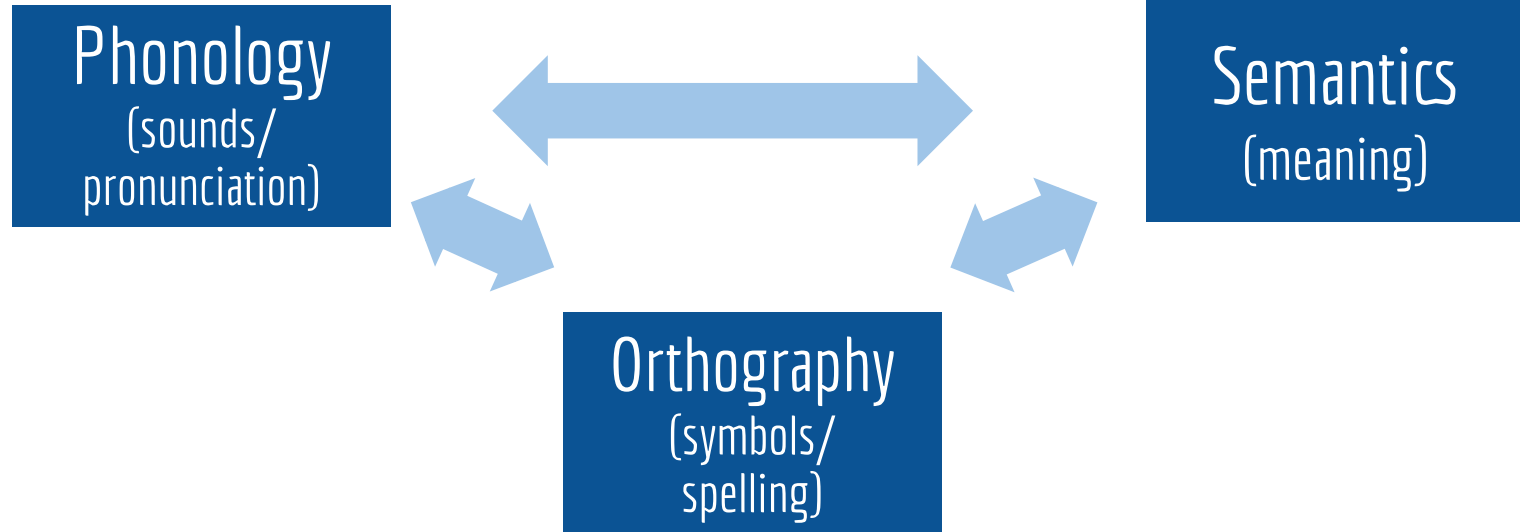 Phonology
(sounds/
pronunciation)
Semantics
(meaning)
Orthography
(symbols/
spelling)